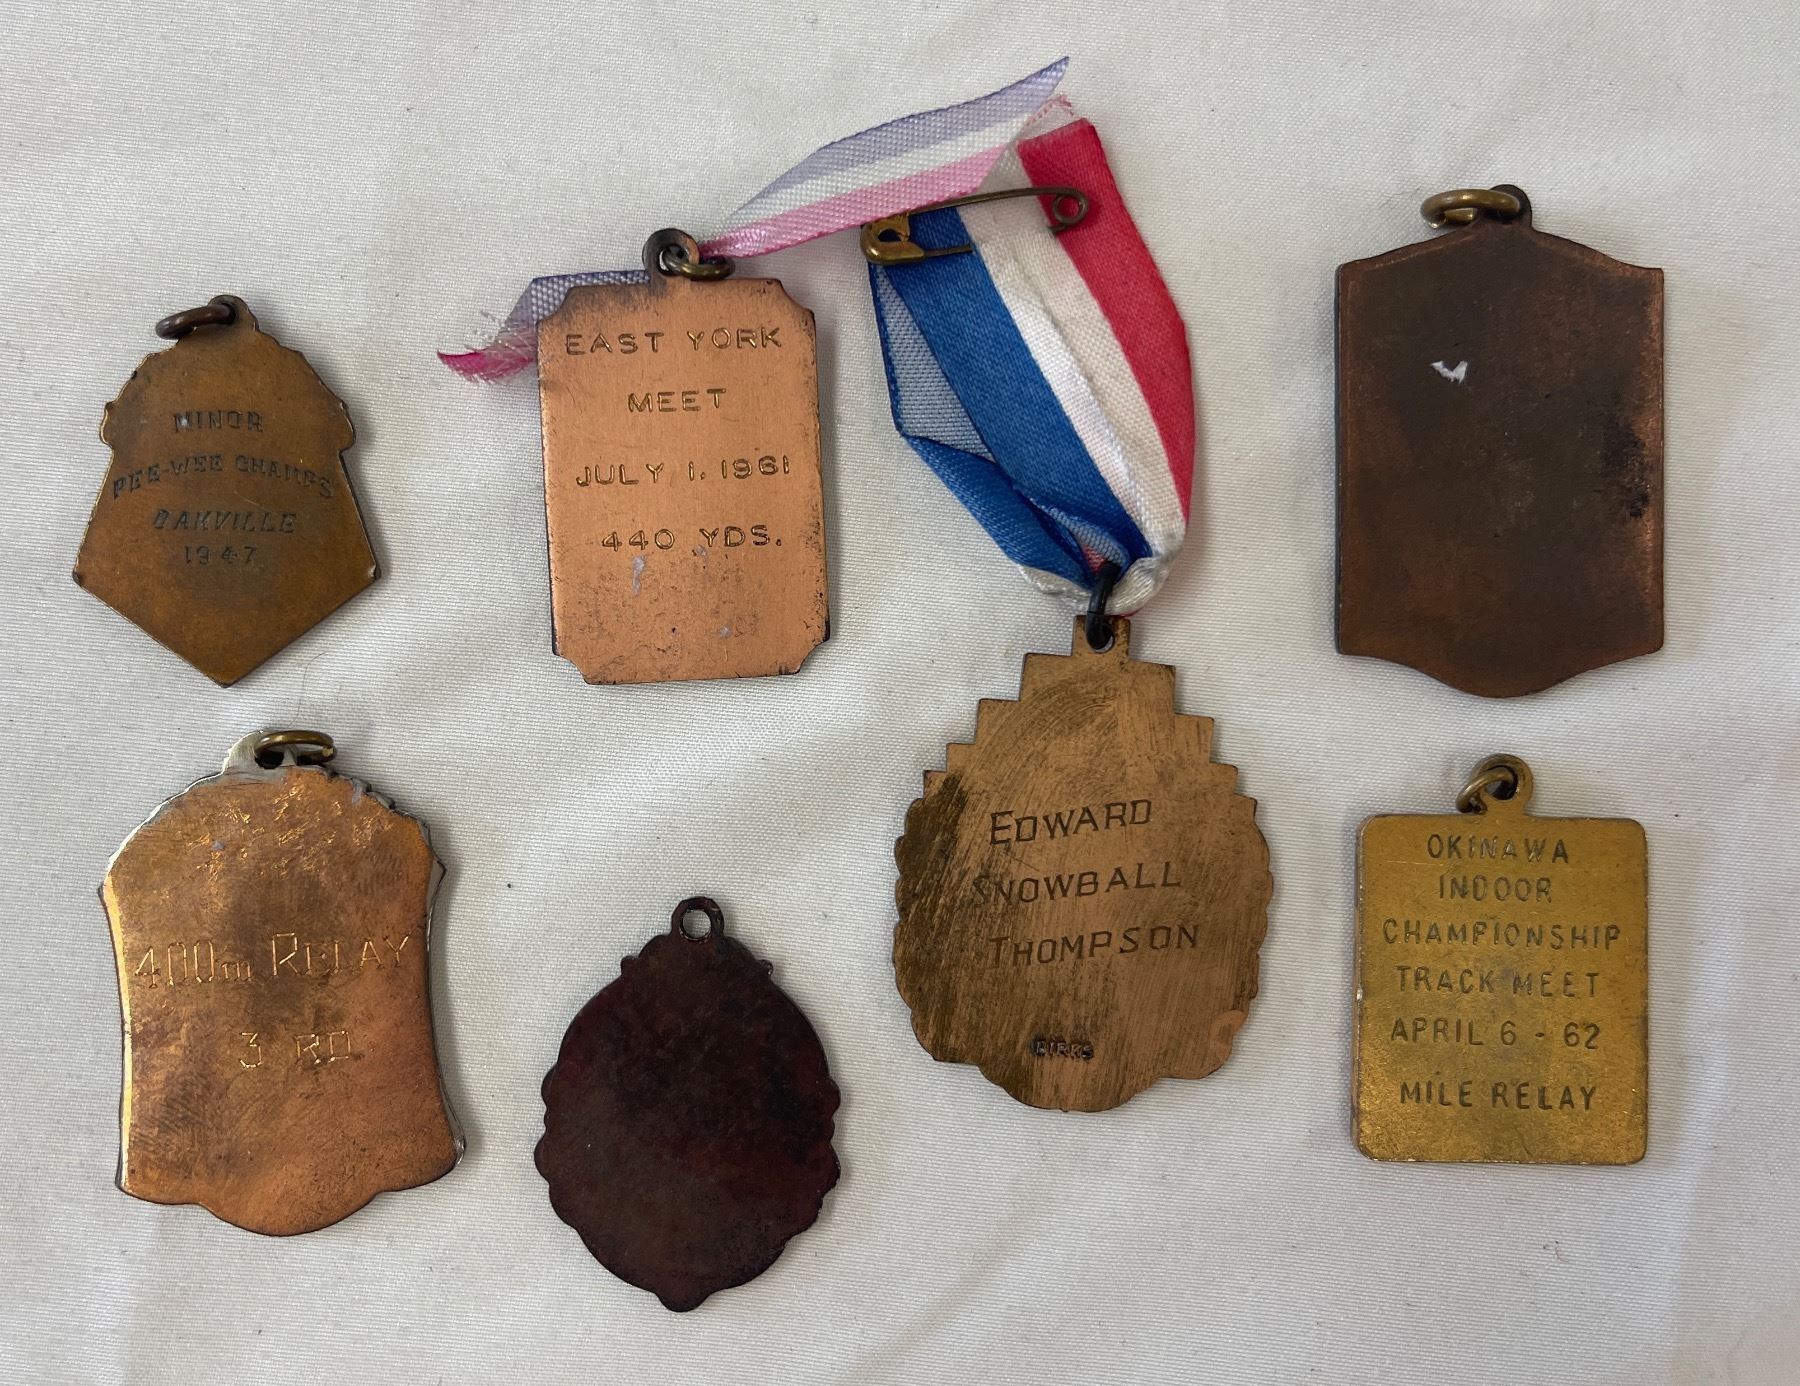 MINOR
PEE-WEE CHAMPS
OAKVILLE
1947
EAST YORK
MEET
JULY 1, 1961
440 YDS.
400m RELAY
3 RD.
EDWARD
SNOWBALL
THOMPSON
BIRKS
OKINAWA
INDOOR
CHAMPIONSHIP
TRACK MEET
APRIL 6 - 62
MILE RELAY